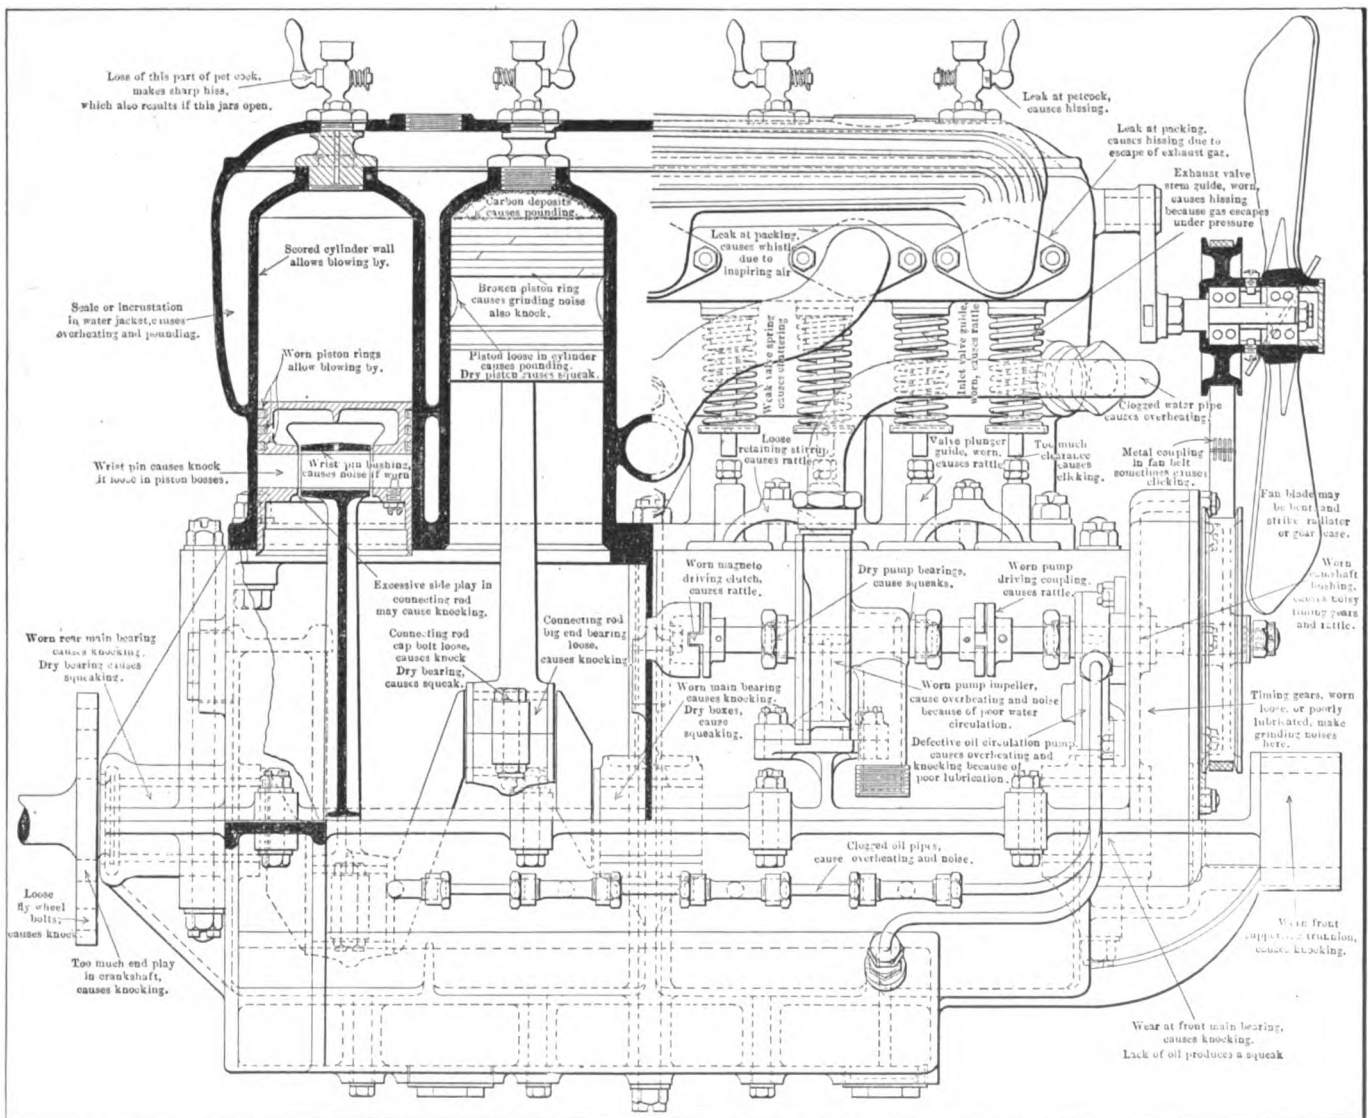 Loss of this part of pet cock,
makes sharp hiss,
which also results if this jars open.
Leak at petcock,
causes hissing.
Leak at packing,
causes hissing due to
escape of exhaust gas.
Exhaust valve
stem guide, worn,
causes hissing
because gas escapes
under pressure
Carbon deposits
causes pounding.
Leak at packing,
causes whistle
due to
inspiring air
Scored cylinder wall
allows blowing by.
Broken piston ring
causes grinding noise
also knock.
Scale or incrustation
in water jacket, causes
overheating and pounding.
Worn piston rings
allow blowing by.
Piston loose in cylinder
causes pounding.
Dry piston causes squeak.
Weak valve spring
causes chattering
Inlet valve guide,
worn, causes rattle
Clogged water pipe
causes overheating.
Wrist pin causes knock
if loose in piston bosses.
Wrist pin bushing,
causes noise if worn
Loose
retaining stirrup,
causes rattle
Valve plunger
guide, worn,
causes rattle
Too much
clearance
causes
clicking.
Metal coupling
in fan belt
sometimes causes
clicking.
Fan blade may
be bent and
strike radiator
or gear case.
Excessive side play in
connecting rod
may cause knocking.
Worn magneto
driving clutch,
causes rattle.
Dry pump bearings,
cause squeaks.
Worn pump
driving coupling,
causes rattle.
Worn
camshaft
bushing,
causes noisy
timing gears
and rattle.
Worn rear main bearing
causes knocking.
Dry bearing causes
squeaking.
Connecting rod
cap bolt loose,
causes knock
Dry bearing,
causes squeak.
Connecting rod
big end bearing
loose,
causes knocking
Worn main bearing
causes knocking.
Dry boxes,
cause
squeaking.
Worn pump impeller,
cause overheating and noise
because of poor water
circulation.
Defective oil circulation pump,
causes overheating and
knocking because of
poor lubrication.
Timing gears, worn
loose, or poorly
lubricated, make
grinding noises
here.
Clogged oil pipes,
cause overheating and noise.
Loose
fly wheel
bolts,
causes knock.
Too much end play
in crankshaft,
causes knocking.
Worn front
supporting trunnion,
causes knocking.
Wear at front main bearing,
causes knocking.
Lack of oil produces a squeak